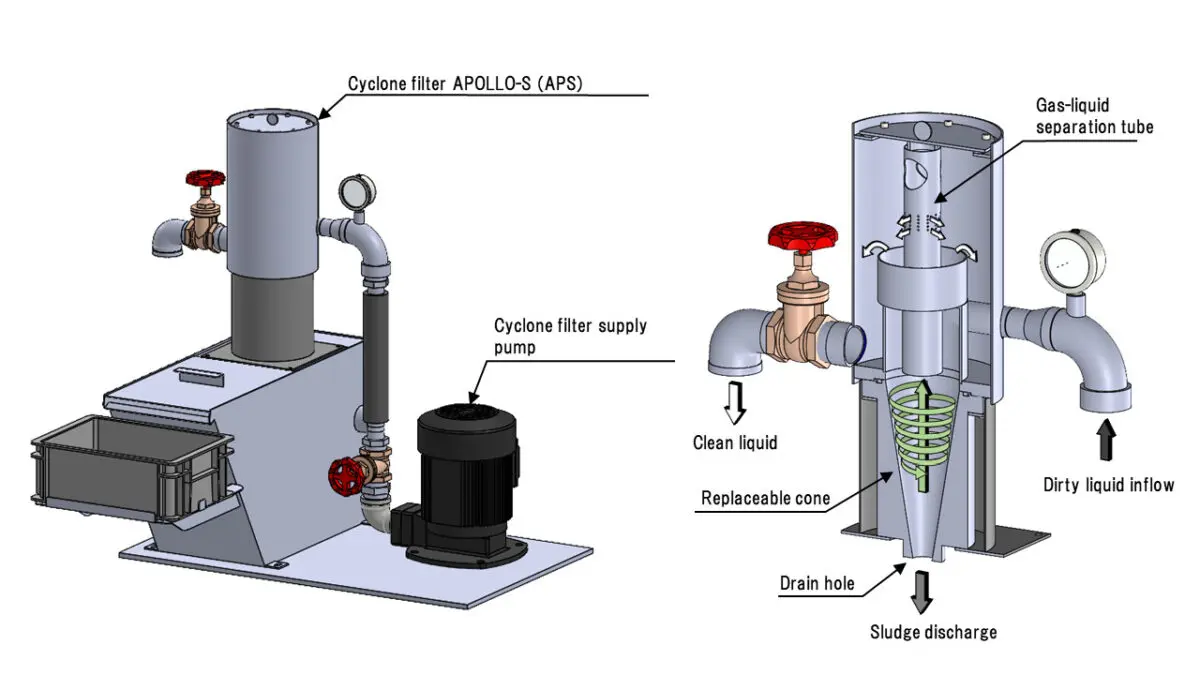 Cyclone filter APOLLO-S (APS)
Cyclone filter supply
pump
Gas-liquid
separation tube
Clean liquid
Replaceable cone
Dirty liquid inflow
Drain hole
Sludge discharge